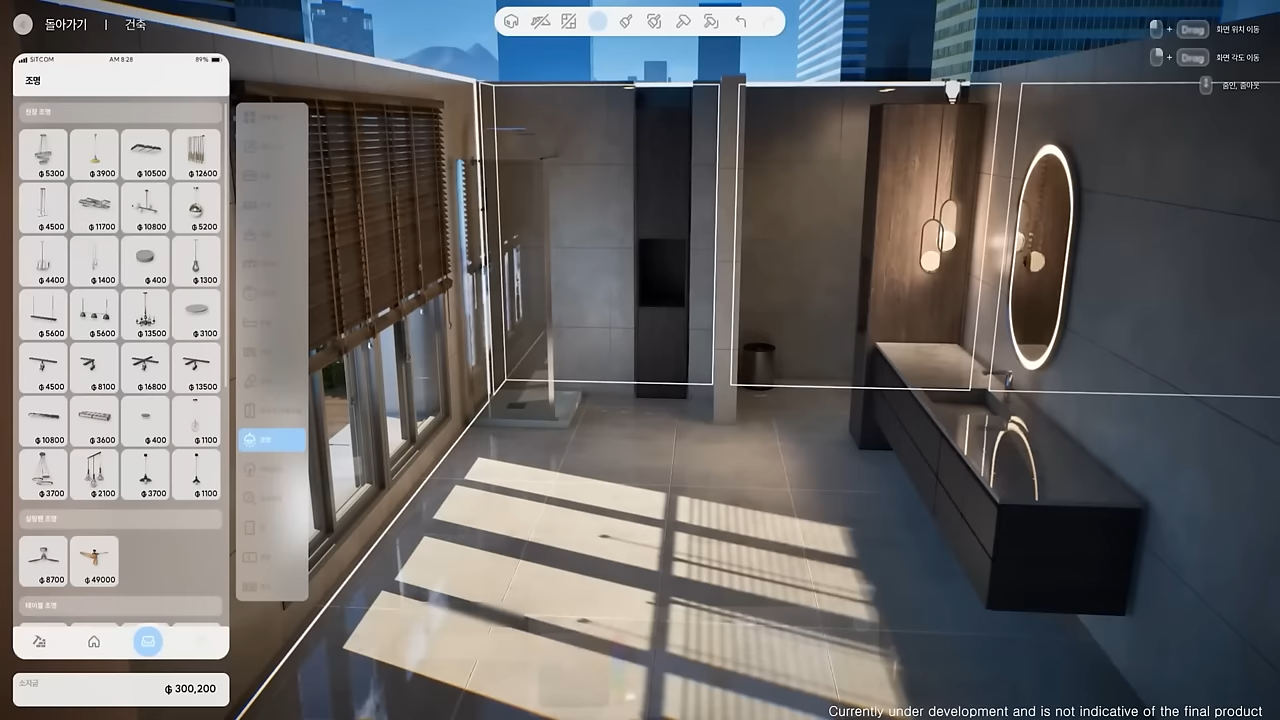 돌아가기 | 건축
SITCOM AM 8:28 89%
조명
천장 조명
₲ 5300 ₲ 3900 ₲ 10500 ₲ 12600
₲ 4500 ₲ 11700 ₲ 10800 ₲ 5200
₲ 4400 ₲ 1400 ₲ 400 ₲ 1300
₲ 5600 ₲ 5600 ₲ 13500 ₲ 3100
₲ 4500 ₲ 8100 ₲ 16800 ₲ 13500
₲ 10800 ₲ 3600 ₲ 400 ₲ 1100
₲ 3700 ₲ 2100 ₲ 3700 ₲ 1100
실링팬 조명
₲ 8700 ₲ 49000
테이블 조명
소지금
₲ 300,200
조명
+ Drag 화면 위치 이동
+ Drag 화면 각도 이동
줌인, 줌아웃
Currently under development and is not indicative of the final product